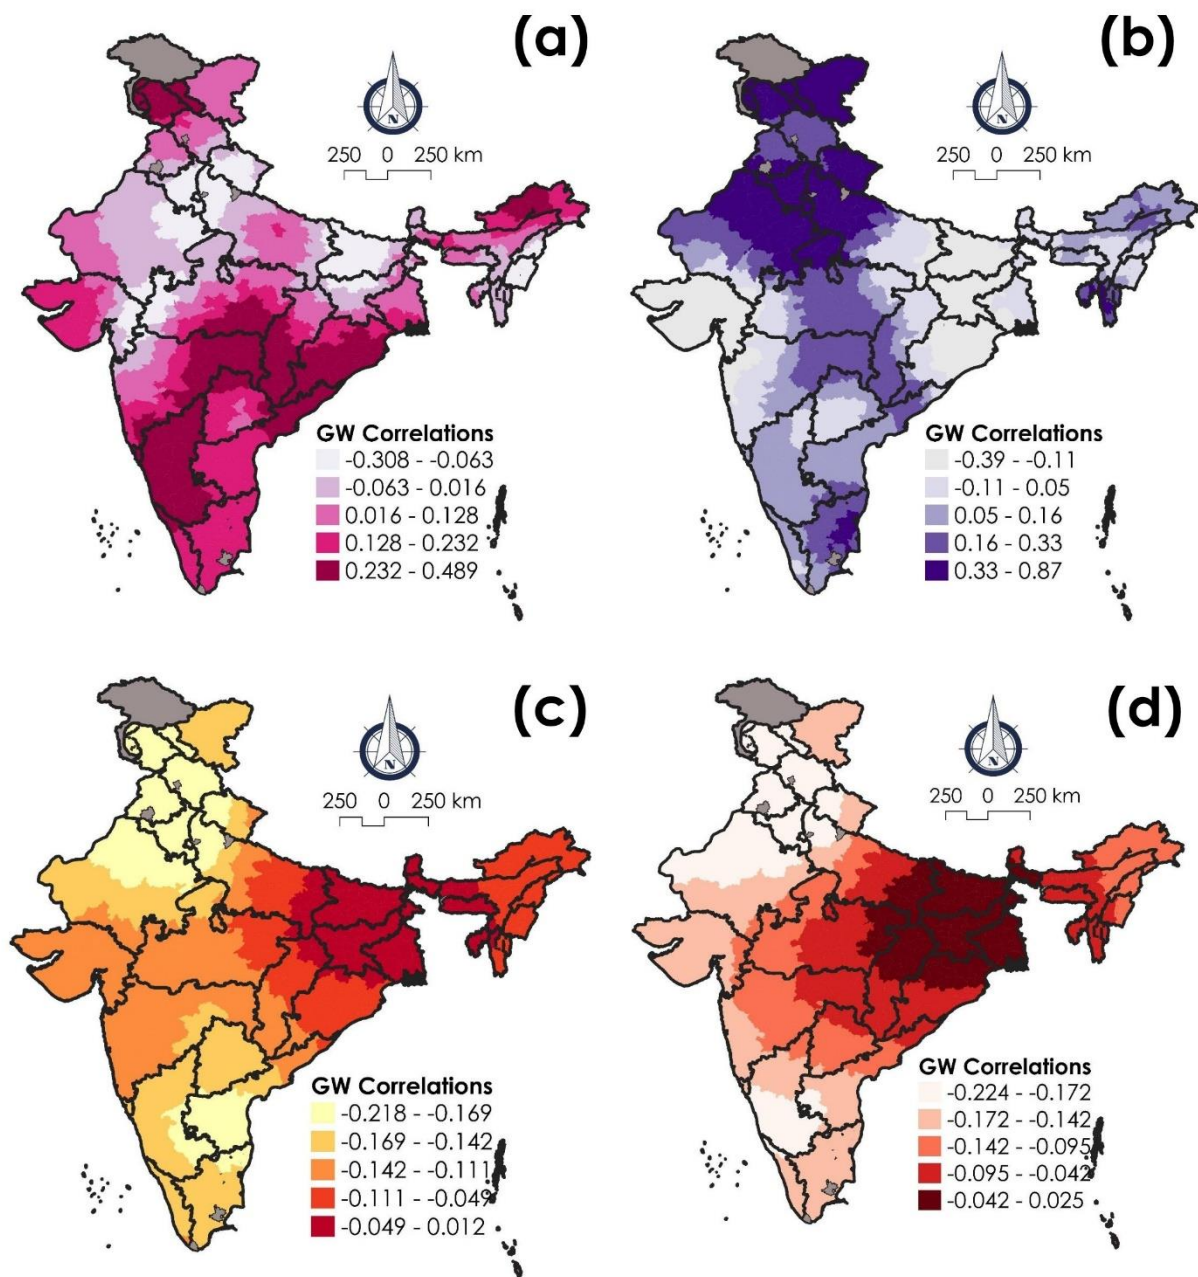 (a)
N
250 0 250 km
GW Correlations
-0.308 - -0.063
-0.063 - 0.016
0.016 - 0.128
0.128 - 0.232
0.232 - 0.489
(b)
N
250 0 250 km
GW Correlations
-0.39 - -0.11
-0.11 - 0.05
0.05 - 0.16
0.16 - 0.33
0.33 - 0.87
(c)
N
250 0 250 km
GW Correlations
-0.218 - -0.169
-0.169 - -0.142
-0.142 - -0.111
-0.111 - -0.049
-0.049 - 0.012
(d)
N
250 0 250 km
GW Correlations
-0.224 - -0.172
-0.172 - -0.142
-0.142 - -0.095
-0.095 - -0.042
-0.042 - 0.025